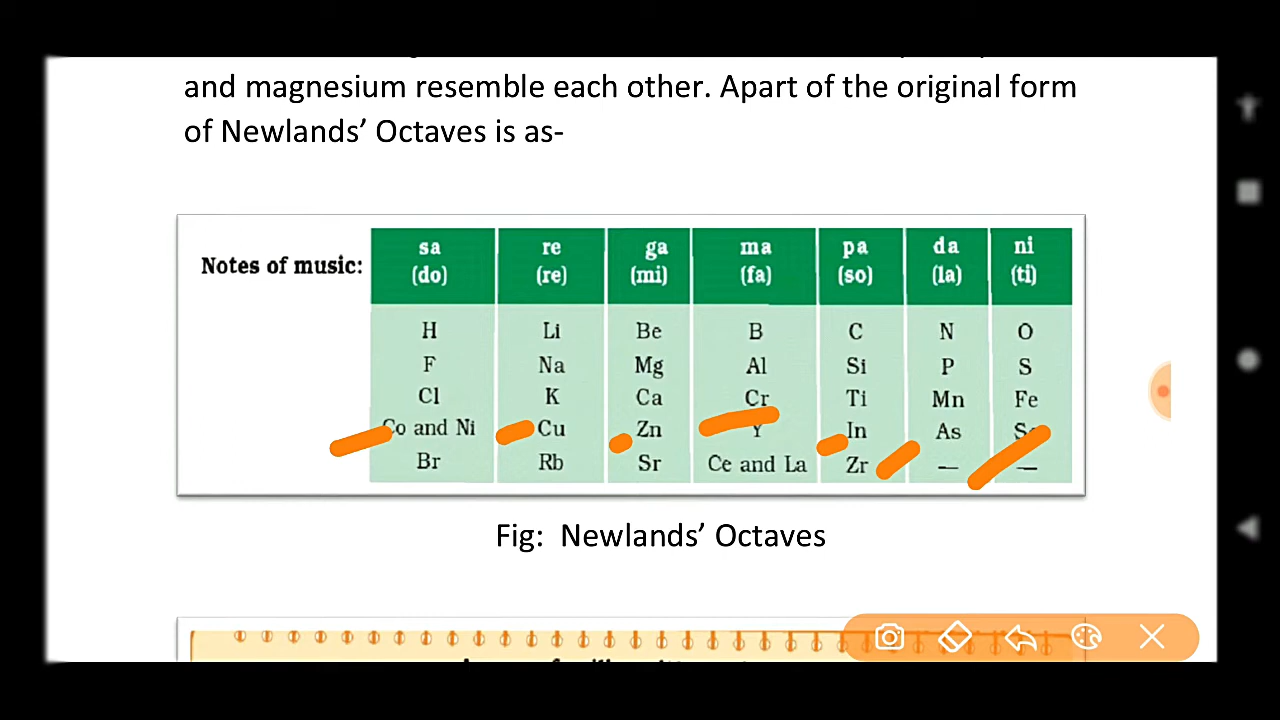 and magnesium resemble each other. Apart of the original form
of Newlands’ Octaves is as-
Notes of music:
sa re ga ma pa da ni
(do) (re) (mi) (fa) (so) (la) (ti)
H Li Be B C N O
F Na Mg Al Si P S
Cl K Ca Cr Ti Mn Fe
Co and Ni Cu Zn Y In As
Br Rb Sr Ce and La Zr — —
Fig: Newlands’ Octaves